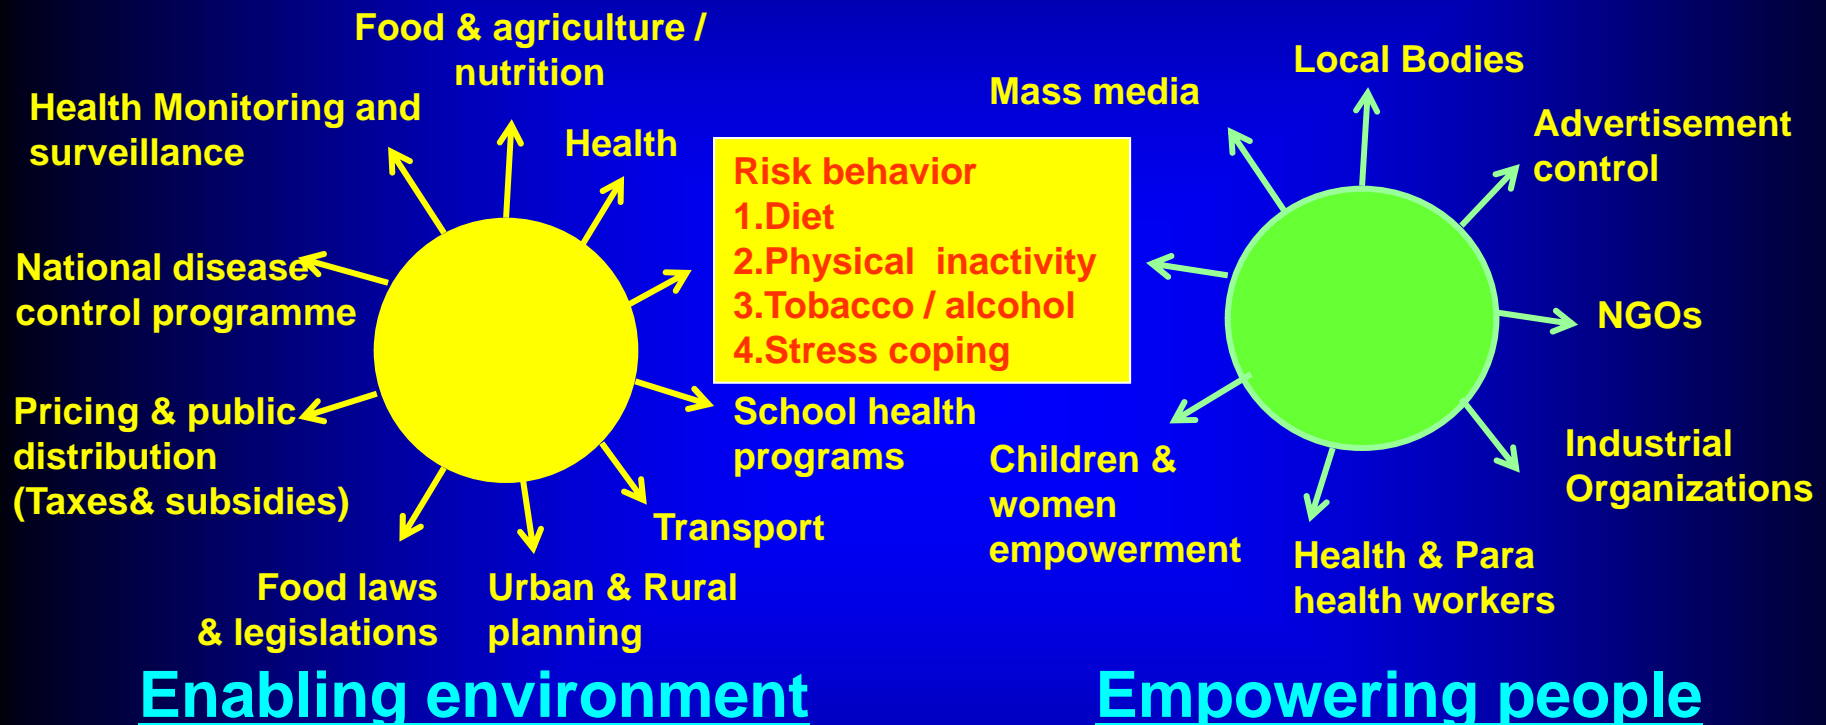 Food & agriculture /
nutrition
Health Monitoring and
surveillance
Health
National disease
control programme
Pricing & public
distribution
(Taxes& subsidies)
Food laws
& legislations
Urban & Rural
planning
Transport
School health
programs
Risk behavior
1.Diet
2.Physical  inactivity
3.Tobacco / alcohol
4.Stress coping
Mass media
Local Bodies
Advertisement
control
NGOs
Industrial
Organizations
Health & Para
health workers
Children &
women
empowerment
Enabling environment
Empowering people